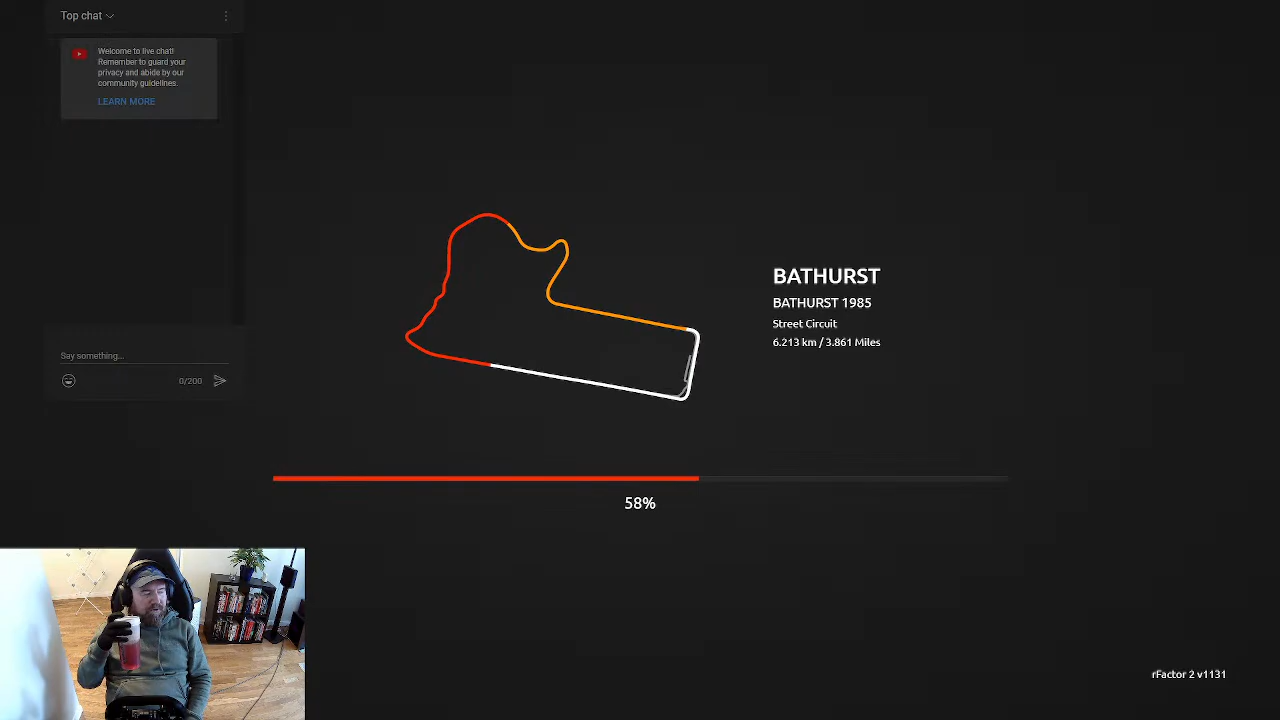 Top chat
Welcome to live chat!
Remember to guard your
privacy and abide by our
community guidelines.
LEARN MORE
Say something...
0/200
BATHURST
BATHURST 1985
Street Circuit
6.213 km / 3.861 Miles
58%
rFactor 2 v1131